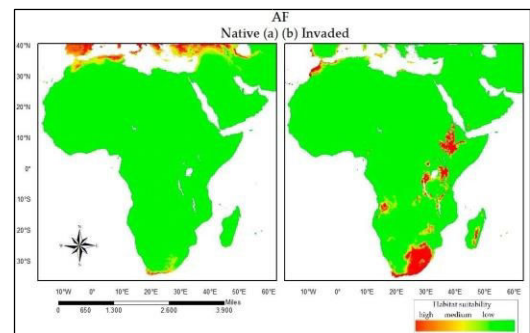 AF
Native (a) (b) Invaded
40°N
30°N
20°N
10°N
0°
10°S
20°S
30°S
10°W 0° 10°E 20°E 30°E 40°E 50°E 60°E
10°W 0° 10°E 20°E 30°E 40°E 50°E 60°E
Miles
0 650 1.300 2.600 3.900
Habitat suitability
high medium low